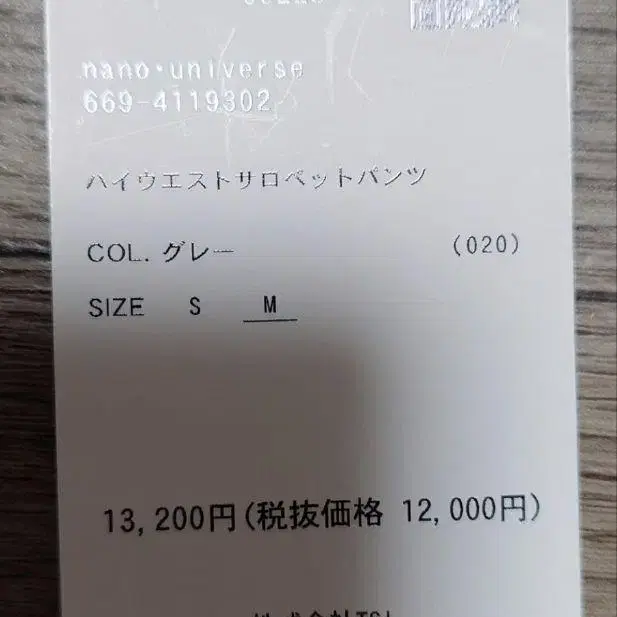 nano・universe
669-4119302
ハイウエストサロペットパンツ
COL. グレー (020)
SIZE S M
13,200円(税抜価格 12,000円)